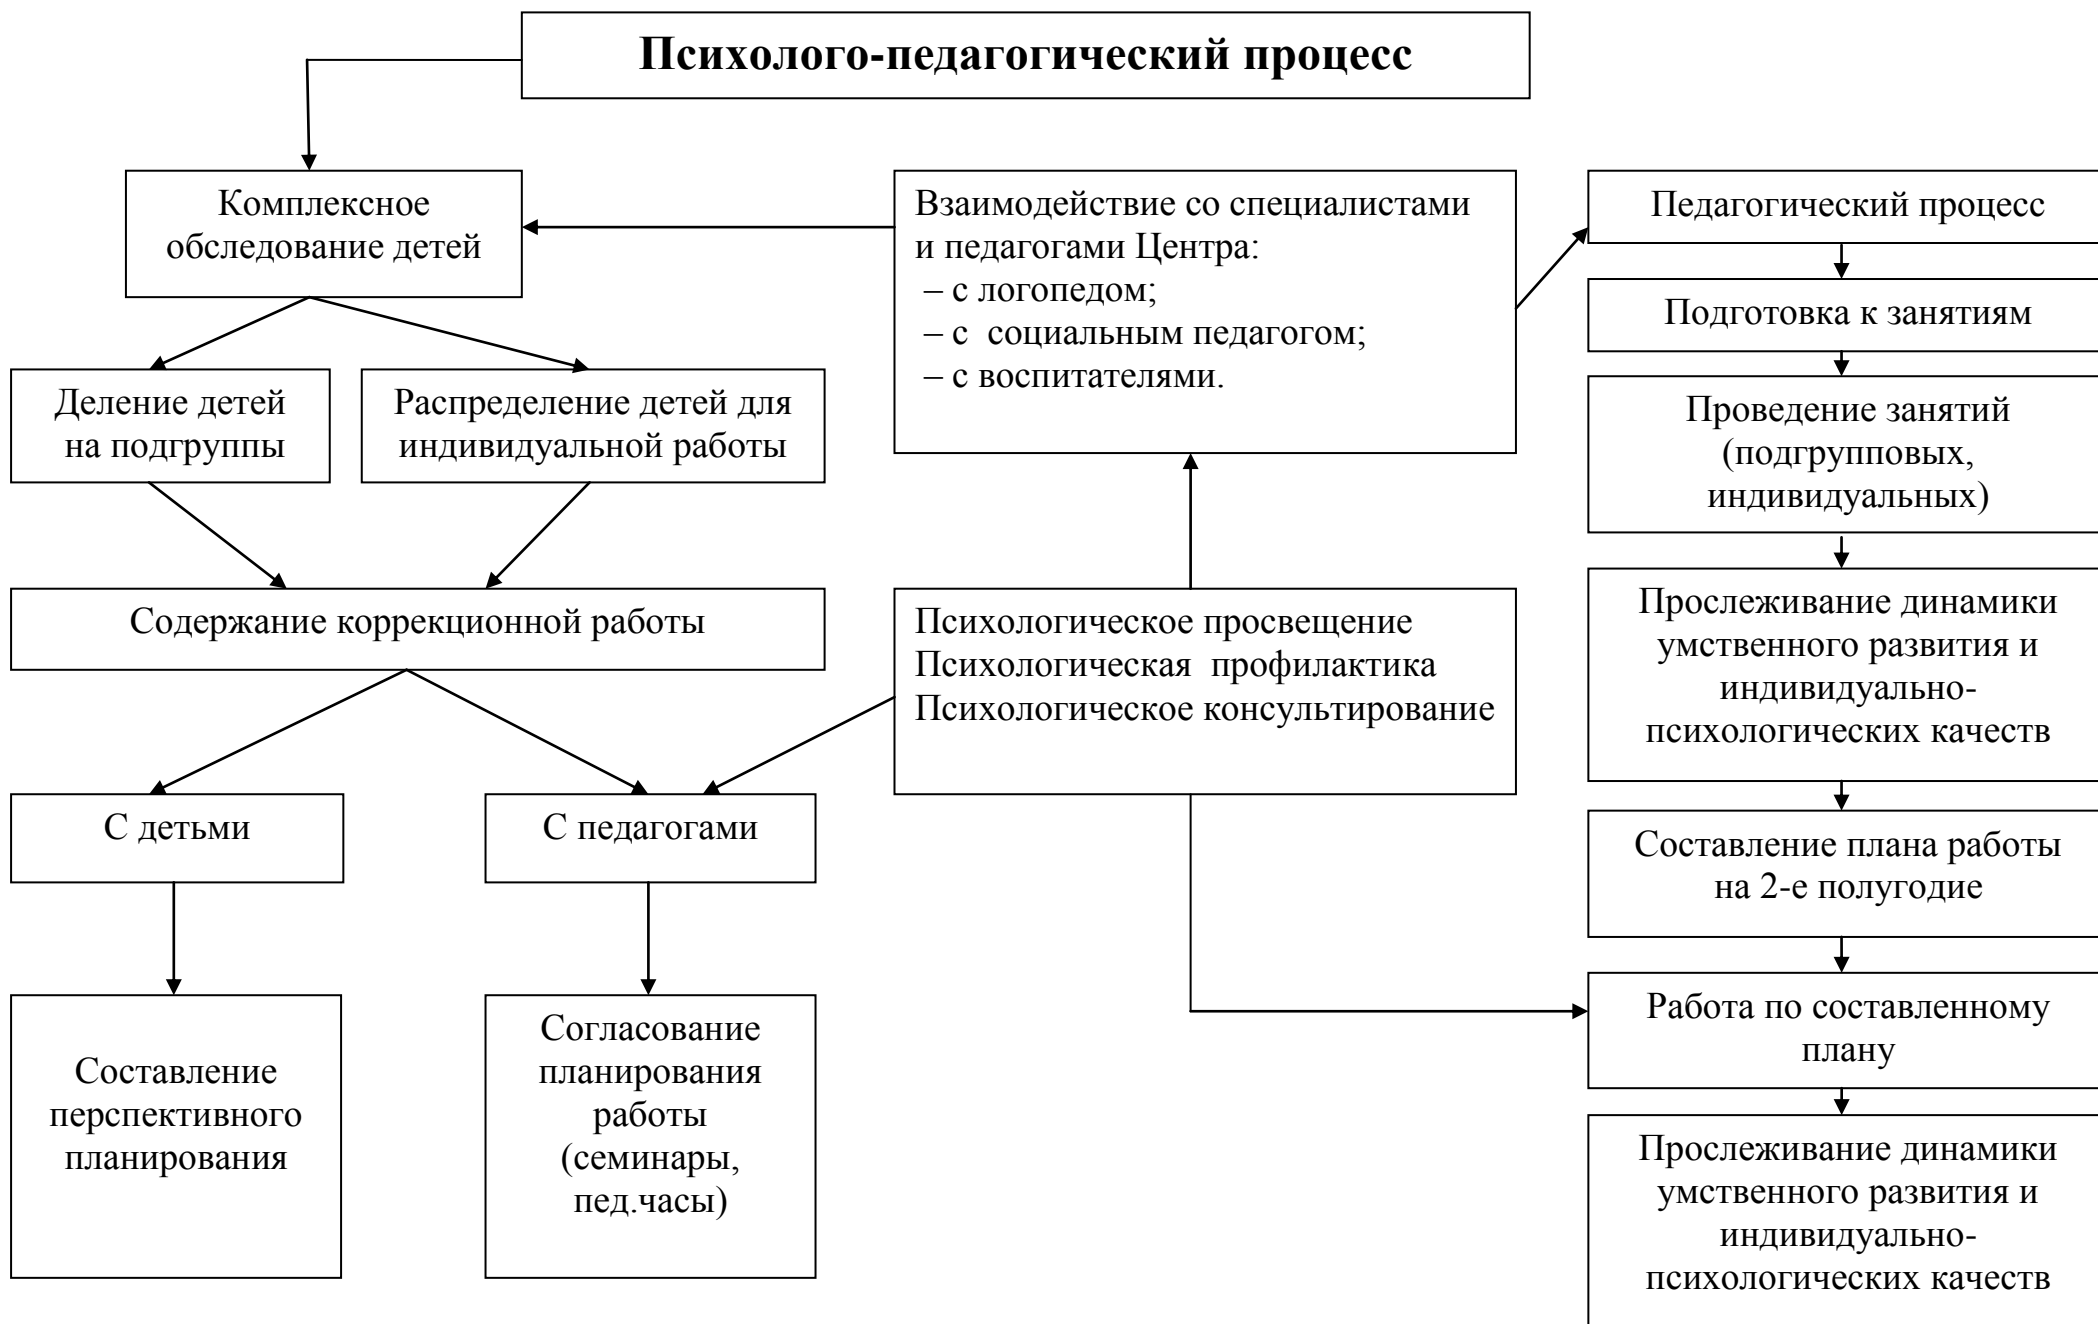 Психолого-педагогический процесс
Комплексное
обследование детей
Взаимодействие со специалистами
и педагогами Центра:
– с логопедом;
– с  социальным педагогом;
– с воспитателями.
Педагогический процесс
Подготовка к занятиям
Деление детей
на подгруппы
Распределение детей для
индивидуальной работы
Проведение занятий
(подгрупповых,
индивидуальных)
Содержание коррекционной работы
Психологическое просвещение
Психологическая  профилактика
Психологическое консультирование
Прослеживание динамики
умственного развития и
индивидуально-
психологических качеств
С детьми
С педагогами
Составление плана работы
на 2-е полугодие
Составление
перспективного
планирования
Согласование
планирования
работы
(семинары,
пед.часы)
Работа по составленному
плану
Прослеживание динамики
умственного развития и
индивидуально-
психологических качеств